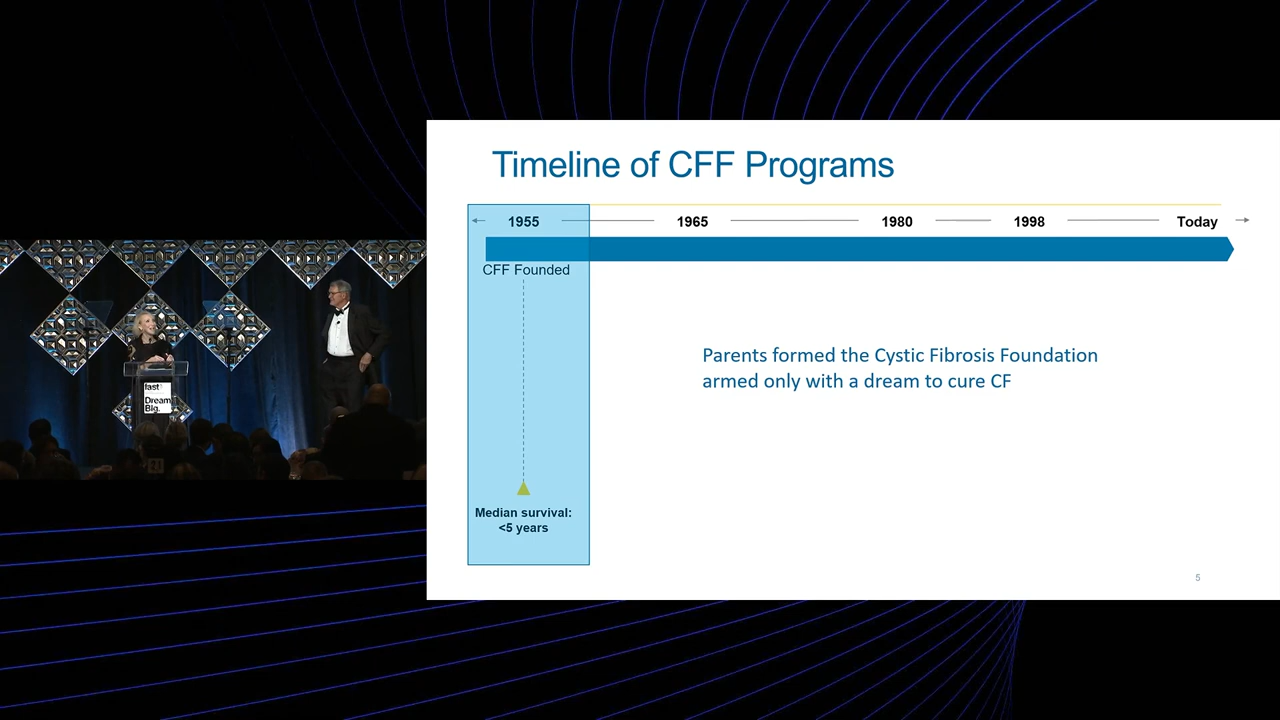 Timeline of CFF Programs
1955 1965 1980 1998 Today
CFF Founded
Parents formed the Cystic Fibrosis Foundation
armed only with a dream to cure CF
Median survival:
<5 years
5
fast
Dream
Big.